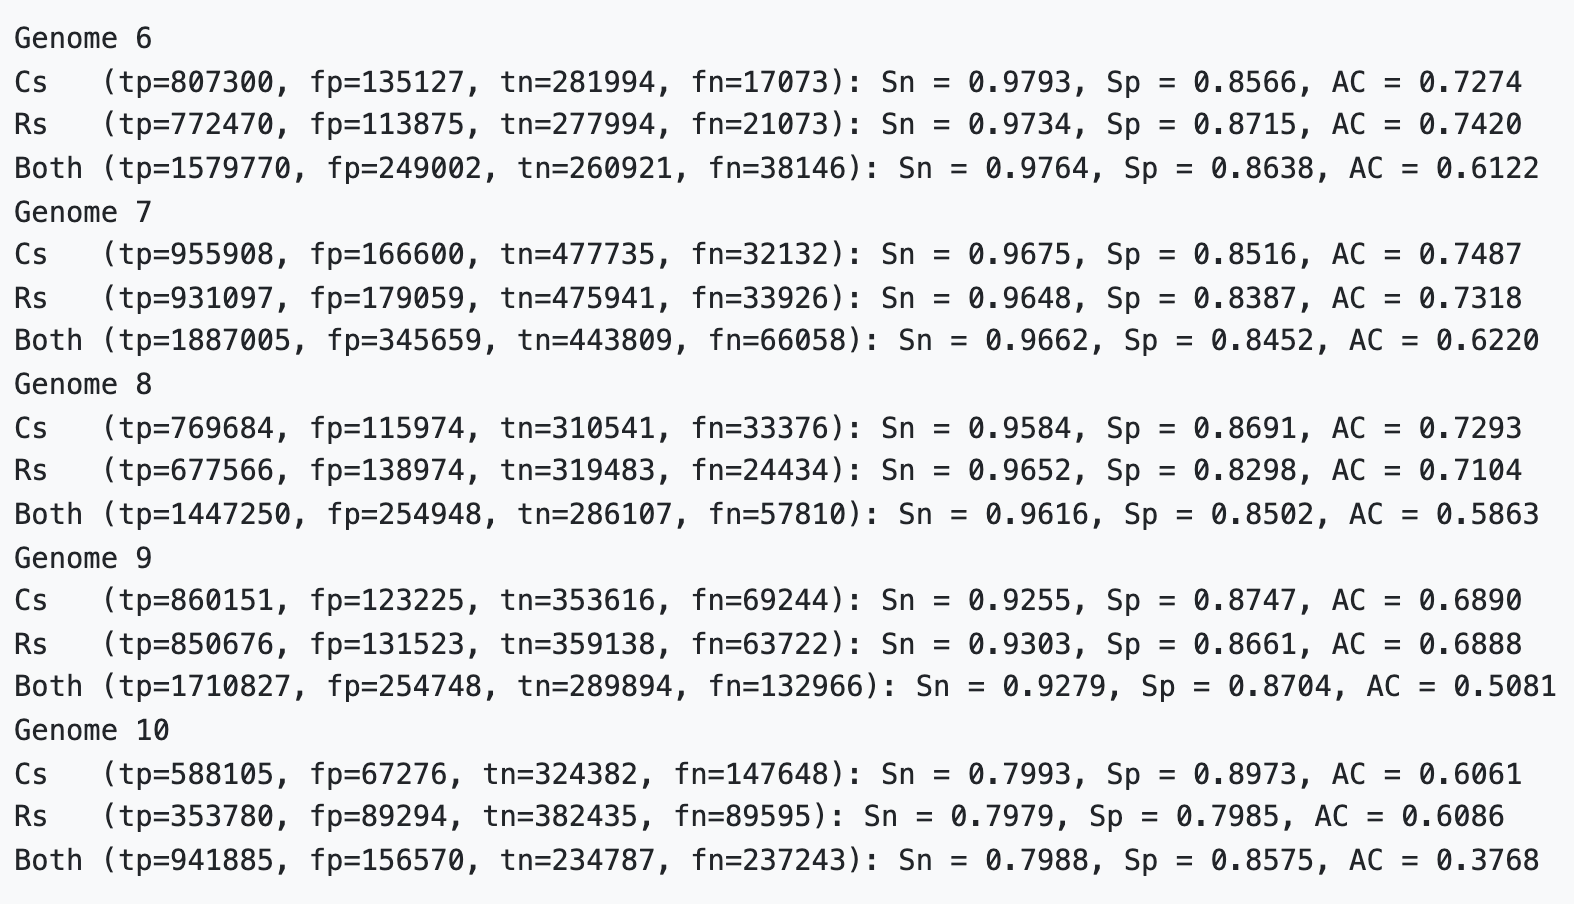 Genome 6
Cs   (tp=807300, fp=135127, tn=281994, fn=17073): Sn = 0.9793, Sp = 0.8566, AC = 0.7274
Rs   (tp=772470, fp=113875, tn=277994, fn=21073): Sn = 0.9734, Sp = 0.8715, AC = 0.7420
Both (tp=1579770, fp=249002, tn=260921, fn=38146): Sn = 0.9764, Sp = 0.8638, AC = 0.6122
Genome 7
Cs   (tp=955908, fp=166600, tn=477735, fn=32132): Sn = 0.9675, Sp = 0.8516, AC = 0.7487
Rs   (tp=931097, fp=179059, tn=475941, fn=33926): Sn = 0.9648, Sp = 0.8387, AC = 0.7318
Both (tp=1887005, fp=345659, tn=443809, fn=66058): Sn = 0.9662, Sp = 0.8452, AC = 0.6220
Genome 8
Cs   (tp=769684, fp=115974, tn=310541, fn=33376): Sn = 0.9584, Sp = 0.8691, AC = 0.7293
Rs   (tp=677566, fp=138974, tn=319483, fn=24434): Sn = 0.9652, Sp = 0.8298, AC = 0.7104
Both (tp=1447250, fp=254948, tn=286107, fn=57810): Sn = 0.9616, Sp = 0.8502, AC = 0.5863
Genome 9
Cs   (tp=860151, fp=123225, tn=353616, fn=69244): Sn = 0.9255, Sp = 0.8747, AC = 0.6890
Rs   (tp=850676, fp=131523, tn=359138, fn=63722): Sn = 0.9303, Sp = 0.8661, AC = 0.6888
Both (tp=1710827, fp=254748, tn=289894, fn=132966): Sn = 0.9279, Sp = 0.8704, AC = 0.5081
Genome 10
Cs   (tp=588105, fp=67276, tn=324382, fn=147648): Sn = 0.7993, Sp = 0.8973, AC = 0.6061
Rs   (tp=353780, fp=89294, tn=382435, fn=89595): Sn = 0.7979, Sp = 0.7985, AC = 0.6086
Both (tp=941885, fp=156570, tn=234787, fn=237243): Sn = 0.7988, Sp = 0.8575, AC = 0.3768